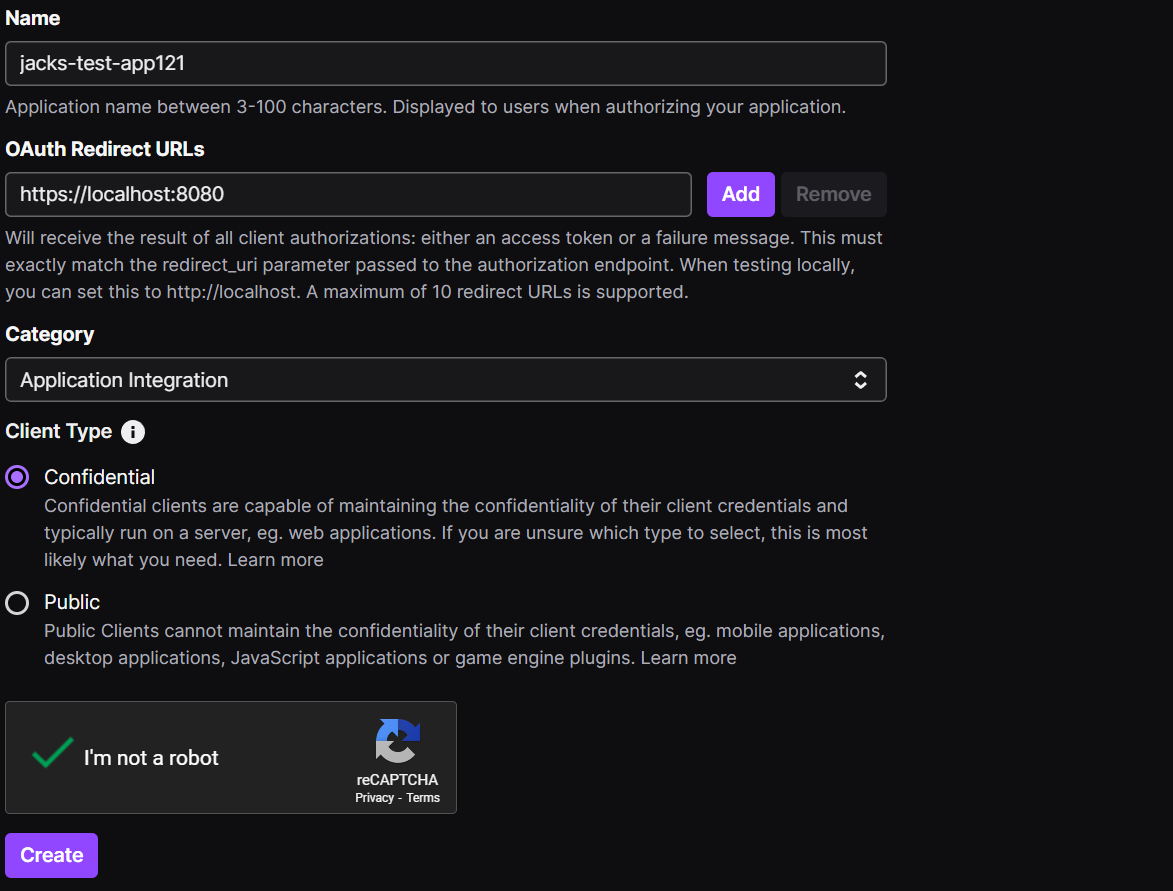 Name
jacks-test-app121
Application name between 3-100 characters. Displayed to users when authorizing your application.
OAuth Redirect URLs
https://localhost:8080
Add
Remove
Will receive the result of all client authorizations: either an access token or a failure message. This must
exactly match the redirect_uri parameter passed to the authorization endpoint. When testing locally,
you can set this to http://localhost. A maximum of 10 redirect URLs is supported.
Category
Application Integration
Client Type i
Confidential
Confidential clients are capable of maintaining the confidentiality of their client credentials and
typically run on a server, eg. web applications. If you are unsure which type to select, this is most
likely what you need. Learn more
Public
Public Clients cannot maintain the confidentiality of their client credentials, eg. mobile applications,
desktop applications, JavaScript applications or game engine plugins. Learn more
I'm not a robot
reCAPTCHA
Privacy - Terms
Create